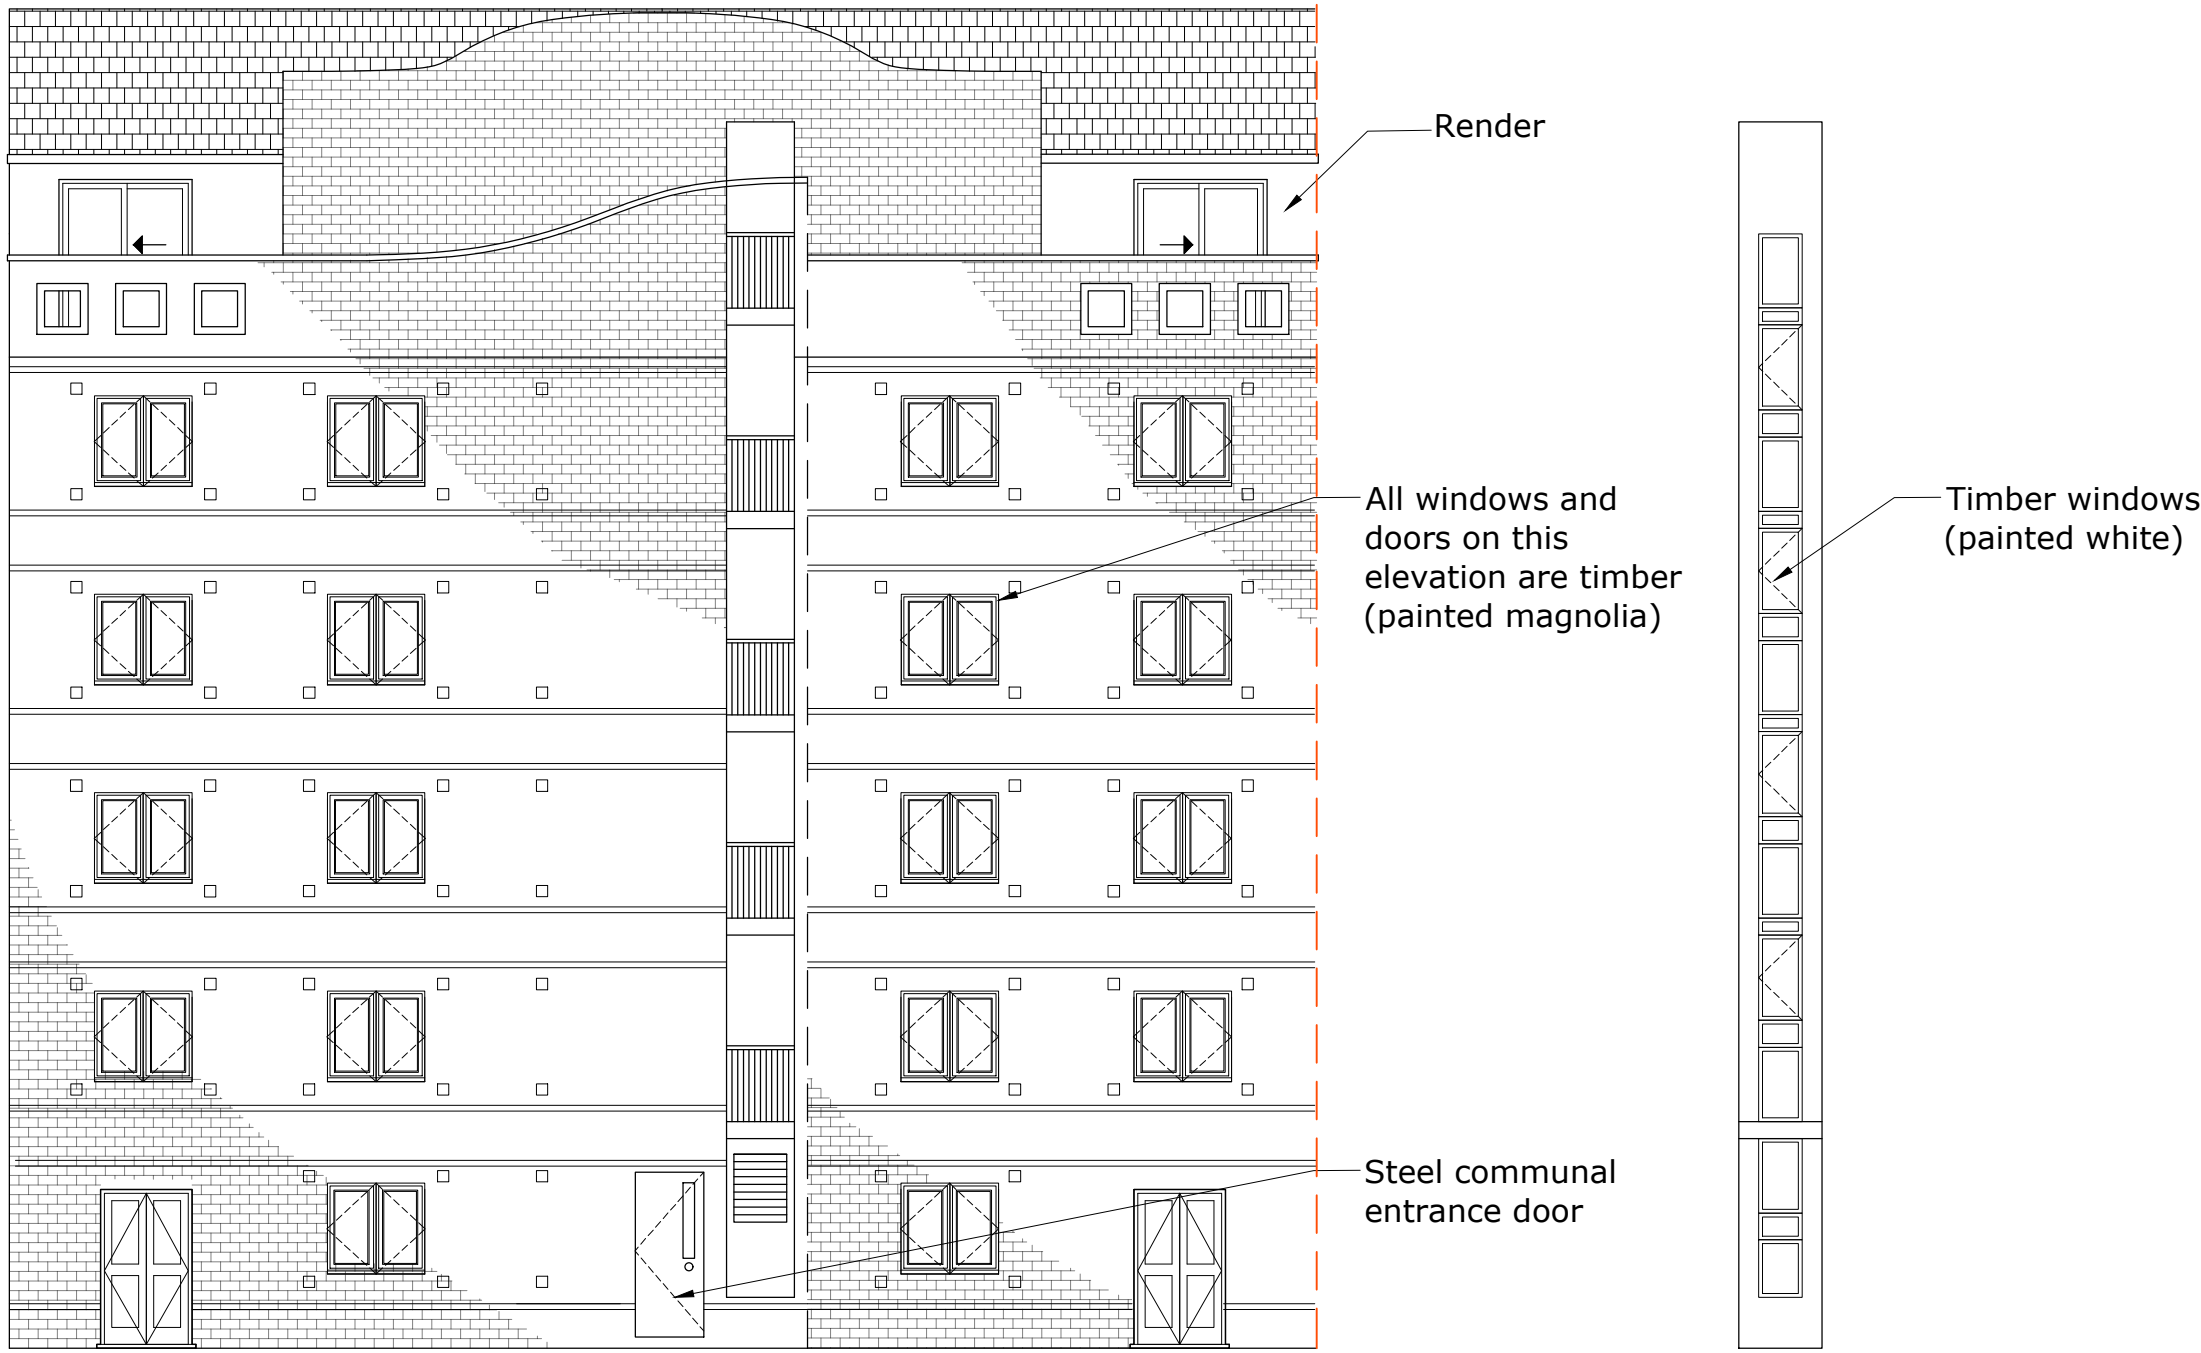 Render
All windows and
doors on this
elevation are timber
(painted magnolia)
Timber windows
(painted white)
Steel communal
entrance door